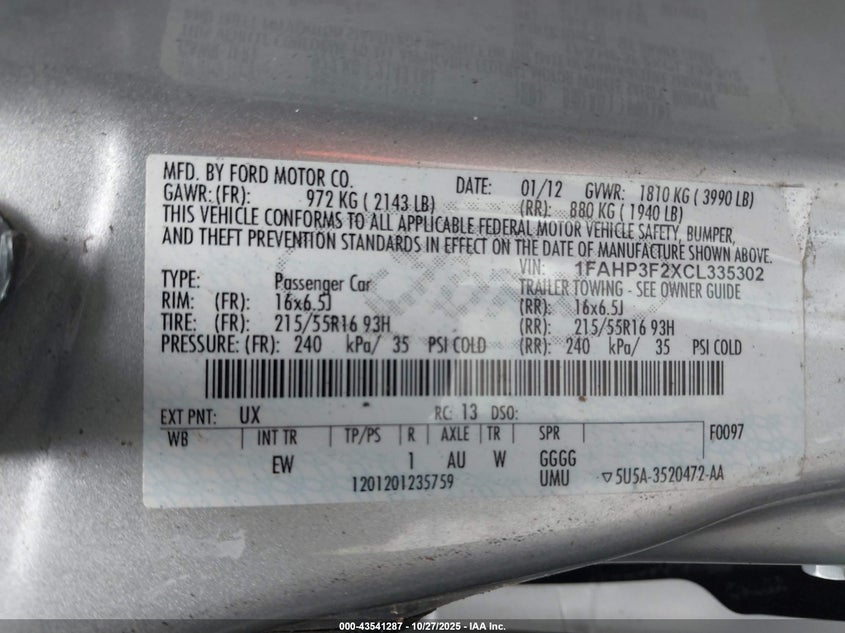 MFD. BY FORD MOTOR CO. DATE: 01/12 GVWR: 1810 KG ( 3990 LB)
GAWR: (FR): 972 KG ( 2143 LB) (RR): 880 KG ( 1940 LB)
THIS VEHICLE CONFORMS TO ALL APPLICABLE FEDERAL MOTOR VEHICLE SAFETY, BUMPER,
AND THEFT PREVENTION STANDARDS IN EFFECT ON THE DATE OF MANUFACTURE SHOWN ABOVE.
VIN: 1FAHP3F2XCL335302
TYPE: Passenger Car TRAILER TOWING - SEE OWNER GUIDE
RIM: (FR): 16x6.5J (RR): 16x6.5J
TIRE: (FR): 215/55R16 93H (RR): 215/55R16 93H
PRESSURE: (FR): 240 kPa/ 35 PSI COLD (RR): 240 kPa/ 35 PSI COLD
EXT PNT: UX RC: 13 DSO:
WB INT TR TP/PS R AXLE TR SPR F0097
EW 1 AU W GGGG
1201201235759 UMU ▽5U5A-3520472-AA
000-43541287 - 10/27/2025 - IAA Inc.